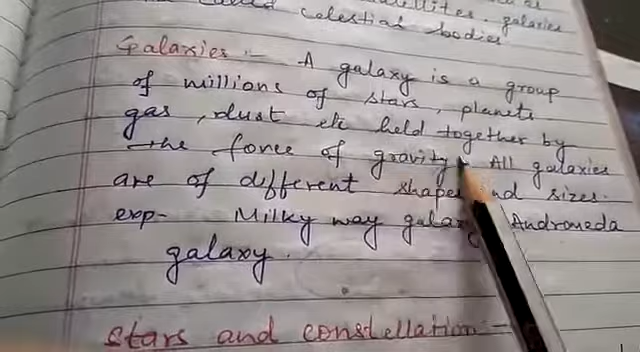 called celestial bodies
Galaxies :- A galaxy is a group
of millions of stars, planets
gas, dust etc held together by
the force of gravity. All galaxies
are of different shapes and sizes.
exp- Milky way galaxy, Andromeda
galaxy.
stars and constellation :-